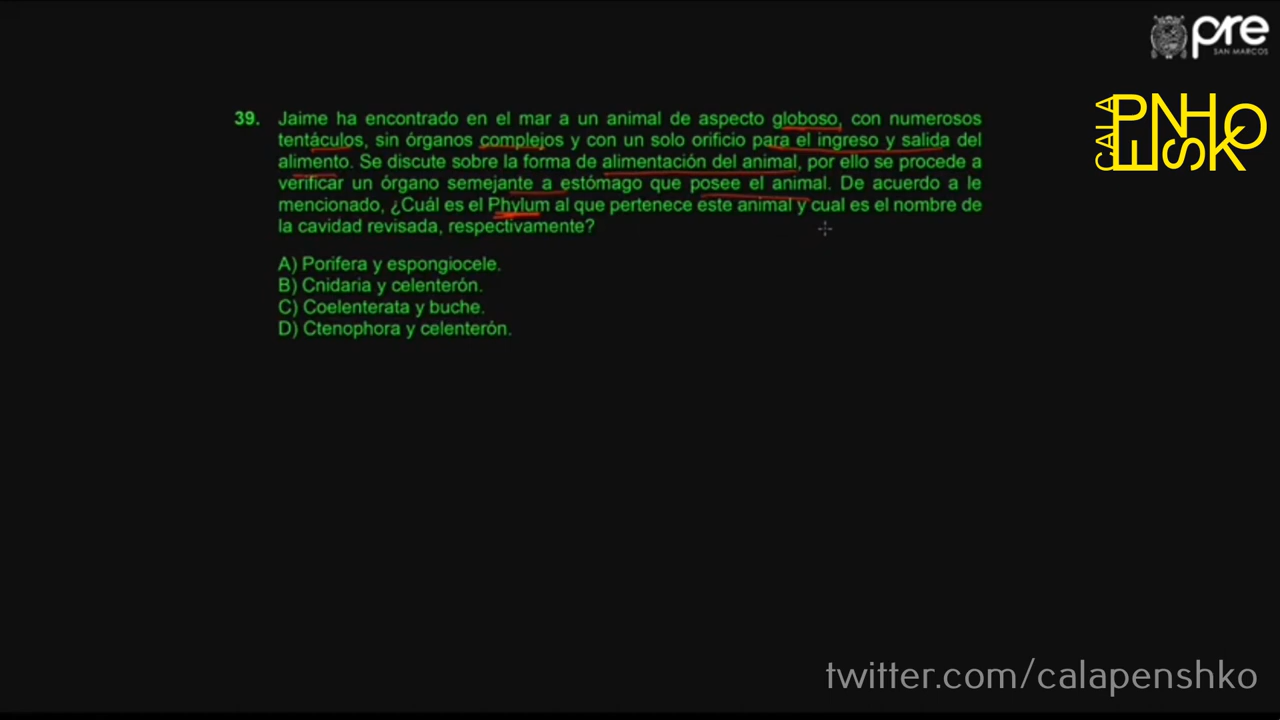 pre
SAN MARCOS
CALA
PENSHKO
39. Jaime ha encontrado en el mar a un animal de aspecto globoso, con numerosos
tentáculos, sin órganos complejos y con un solo orificio para el ingreso y salida del
alimento. Se discute sobre la forma de alimentación del animal, por ello se procede a
verificar un órgano semejante a estómago que posee el animal. De acuerdo a le
mencionado, ¿Cuál es el Phylum al que pertenece este animal y cual es el nombre de
la cavidad revisada, respectivamente?
A) Porifera y espongiocele.
B) Cnidaria y celenterón.
C) Coelenterata y buche.
D) Ctenophora y celenterón.
twitter.com/calapenshko